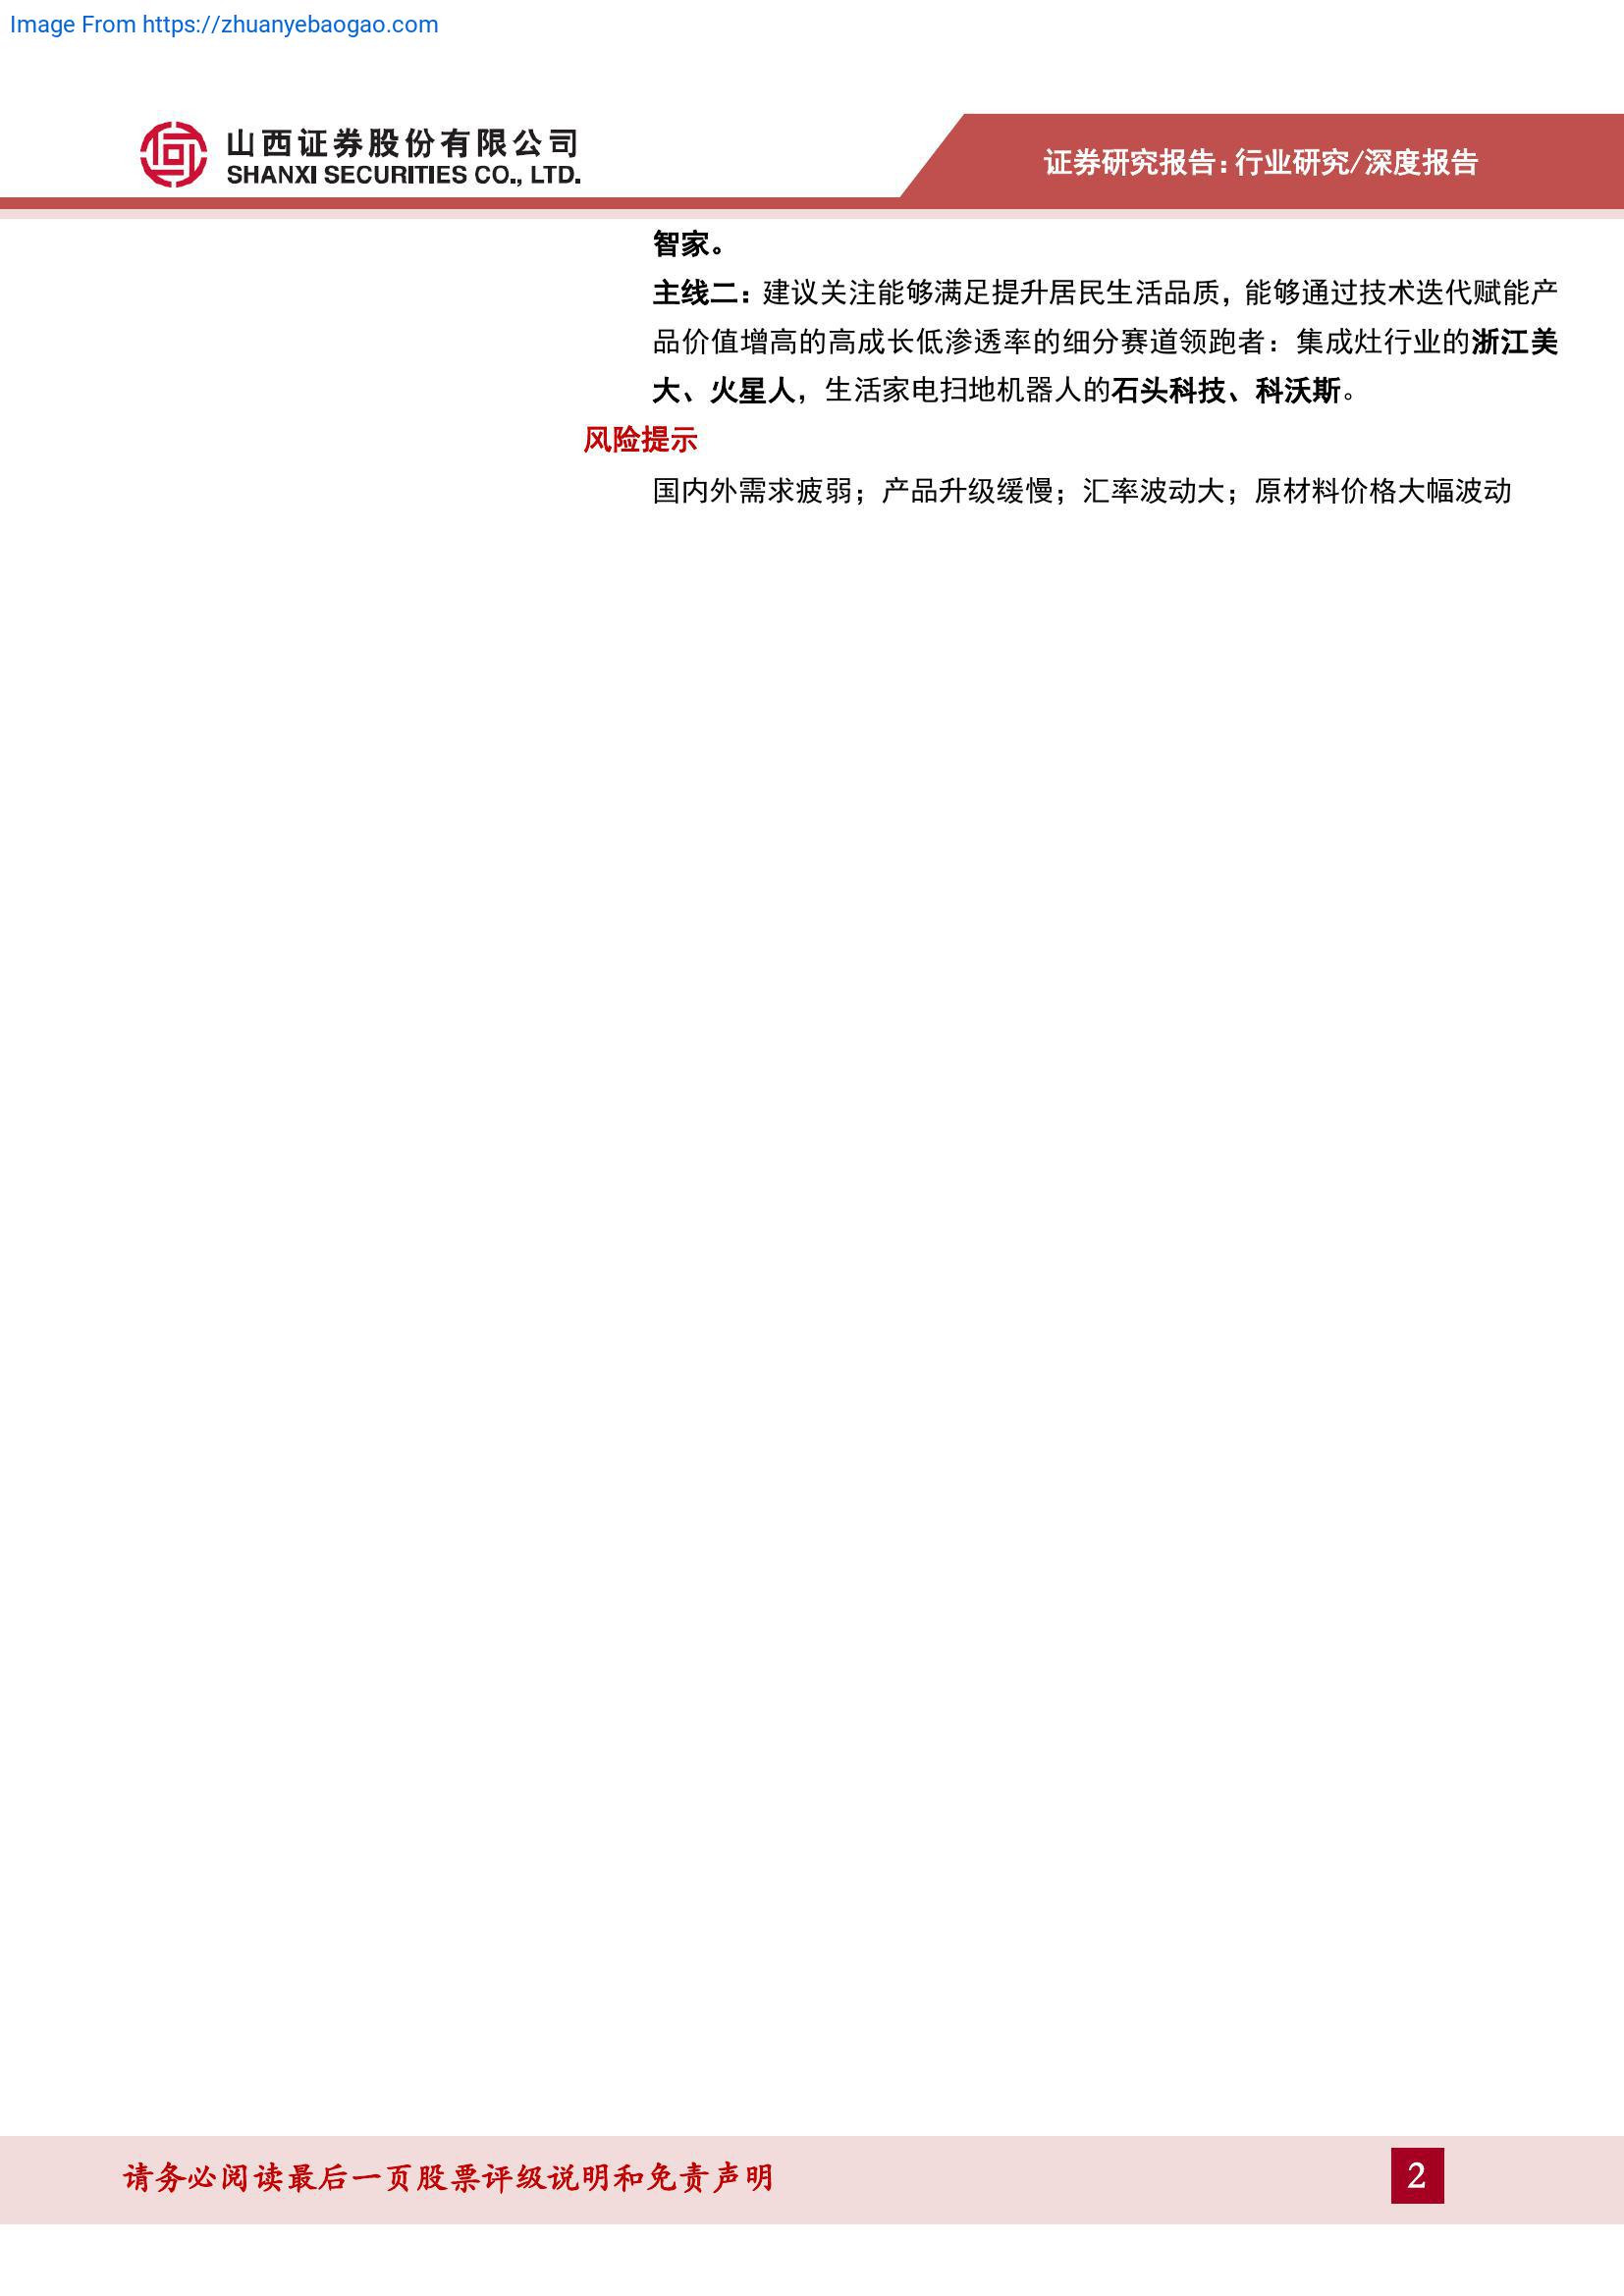 Image From https://zhuanyebaogao.com
山西证券股份有限公司
SHANXI SECURITIES CO., LTD.
证券研究报告：行业研究/深度报告
智家。
主线二：建议关注能够满足提升居民生活品质，能够通过技术迭代赋能产
品价值增高的高成长低渗透率的细分赛道领跑者：集成灶行业的浙江美
大、火星人，生活家电扫地机器人的石头科技、科沃斯。
风险提示
国内外需求疲弱；产品升级缓慢；汇率波动大；原材料价格大幅波动
请务必阅读最后一页股票评级说明和免责声明
2